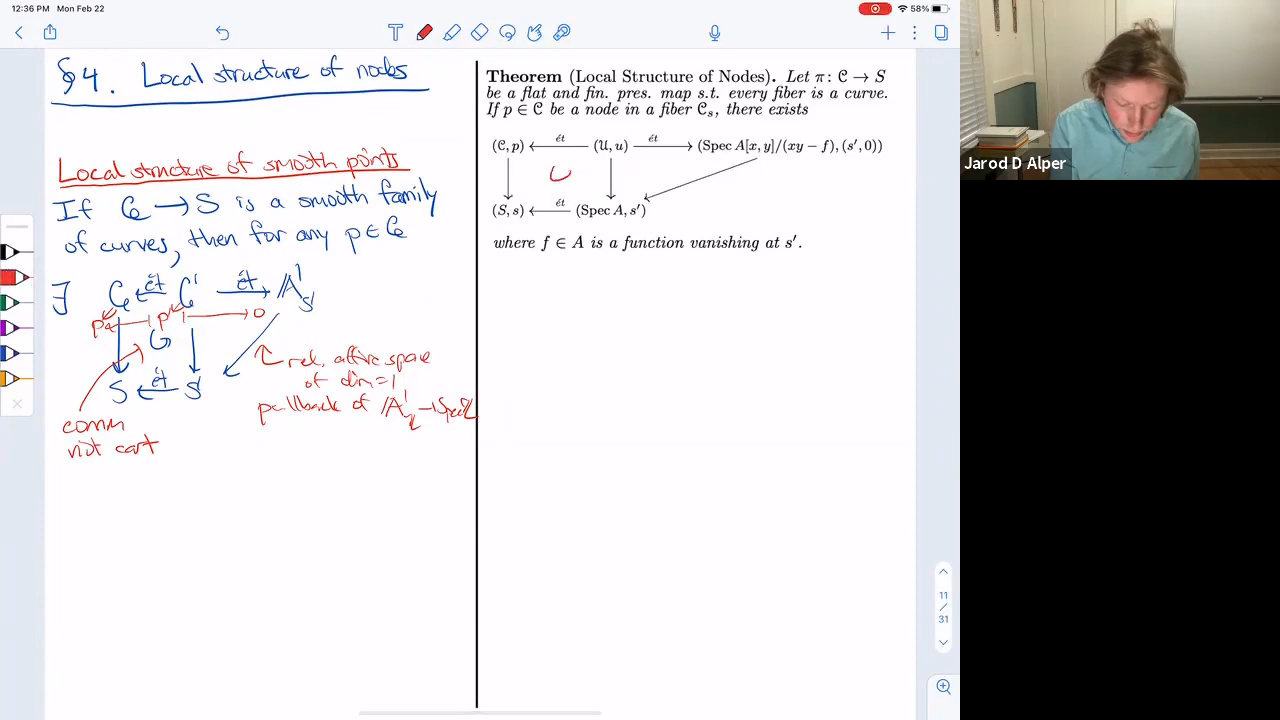 12:36 PM Mon Feb 22
58%
§4. Local structure of nodes
Local structure of smooth points
If C → S is a smooth family
of curves, then for any p ∈ C
∃ C ←ét C' →ét A¹_S'
p ←| p' |→ 0
S ←ét S'
rel. affine space
of dim=1
pullback of A¹_Z → Spec Z
comm
not cart
Theorem (Local Structure of Nodes). Let π: C → S
be a flat and fin. pres. map s.t. every fiber is a curve.
If p ∈ C be a node in a fiber C_s, there exists
(C, p) ←ét (U, u) →ét (Spec A[x, y]/(xy − f), (s', 0))
(S, s) ←ét (Spec A, s')
where f ∈ A is a function vanishing at s'.
11
/
31
Jarod D Alper